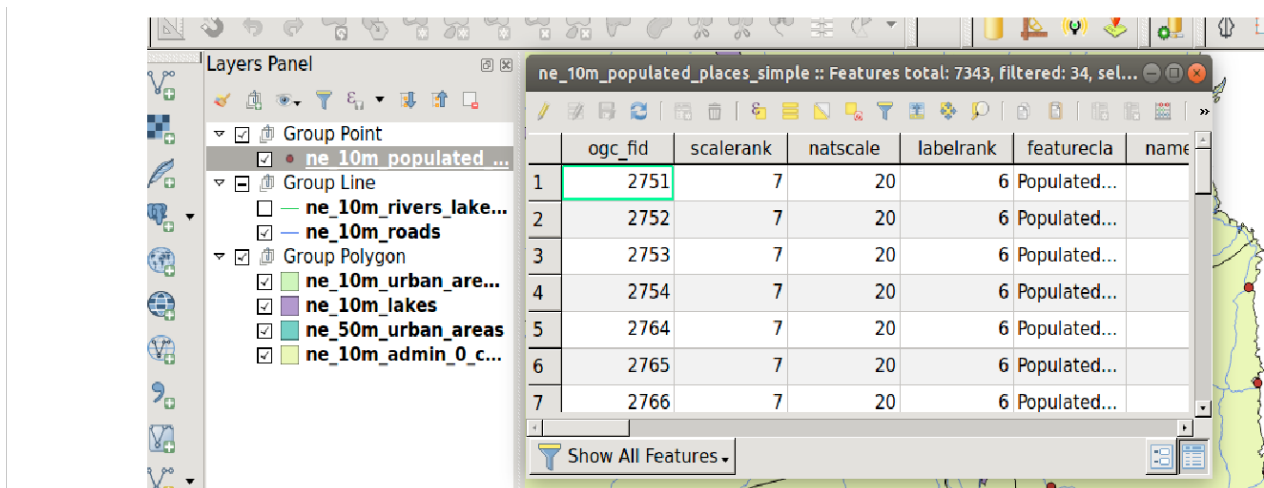 Layers Panel
Group Point
ne_10m_populated_...
Group Line
ne_10m_rivers_lake...
ne_10m_roads
Group Polygon
ne_10m_urban_are...
ne_10m_lakes
ne_50m_urban_areas
ne_10m_admin_0_c...
ne_10m_populated_places_simple :: Features total: 7343, filtered: 34, sel...
ogc_fid scalerank natscale labelrank featurecla name
1 2751 7 20 6 Populated...
2 2752 7 20 6 Populated...
3 2753 7 20 6 Populated...
4 2754 7 20 6 Populated...
5 2764 7 20 6 Populated...
6 2765 7 20 6 Populated...
7 2766 7 20 6 Populated...
Show All Features